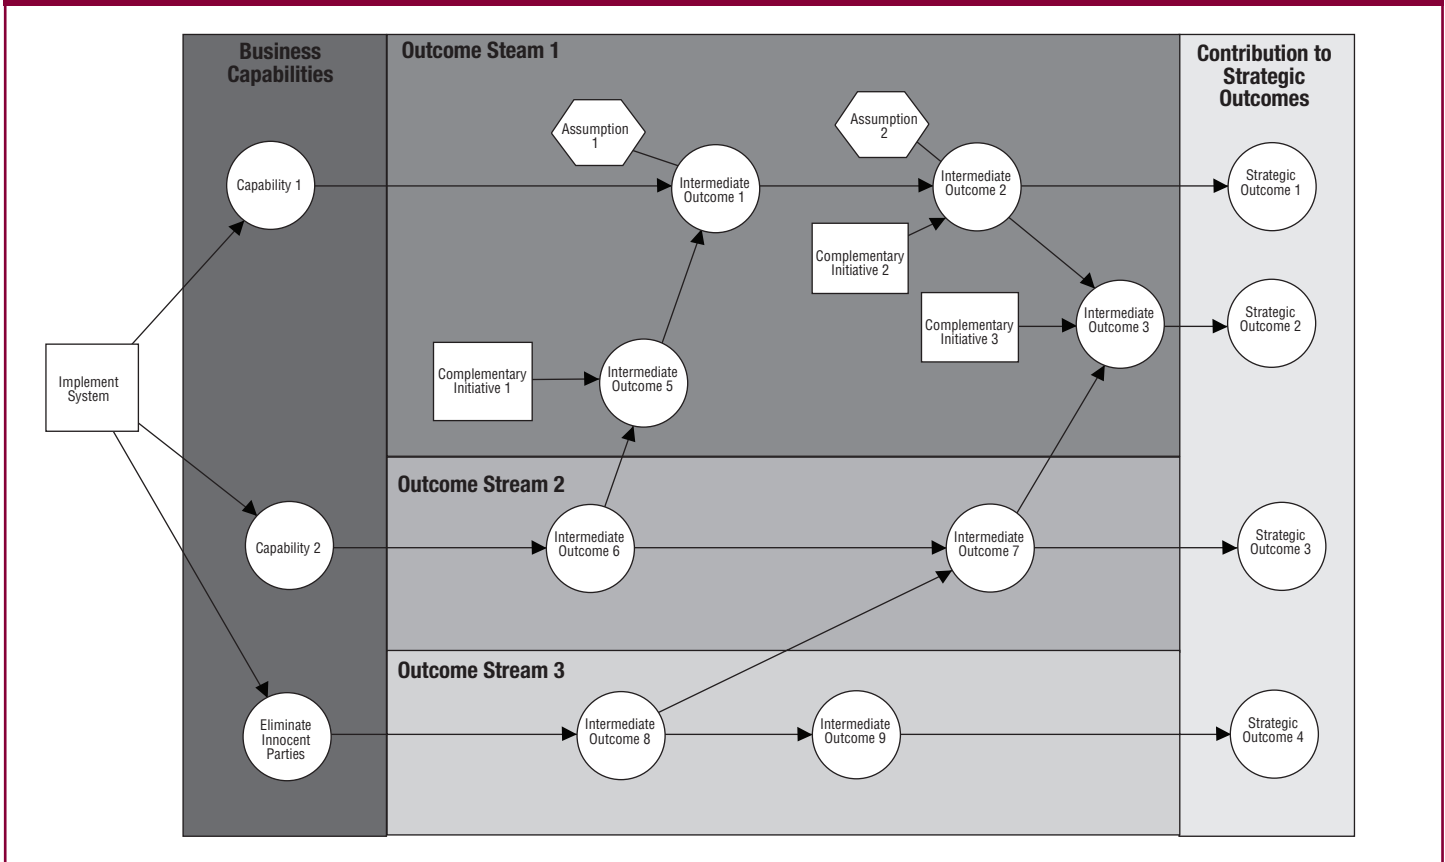 Business
Capabilities
Outcome Steam 1
Contribution to
Strategic
Outcomes
Assumption
1
Assumption
2
Capability 1
Intermediate
Outcome 1
Intermediate
Outcome 2
Strategic
Outcome 1
Complementary
Initiative 2
Complementary
Initiative 3
Intermediate
Outcome 3
Strategic
Outcome 2
Implement
System
Complementary
Initiative 1
Intermediate
Outcome 5
Outcome Stream 2
Capability 2
Intermediate
Outcome 6
Intermediate
Outcome 7
Strategic
Outcome 3
Outcome Stream 3
Eliminate
Innocent
Parties
Intermediate
Outcome 8
Intermediate
Outcome 9
Strategic
Outcome 4